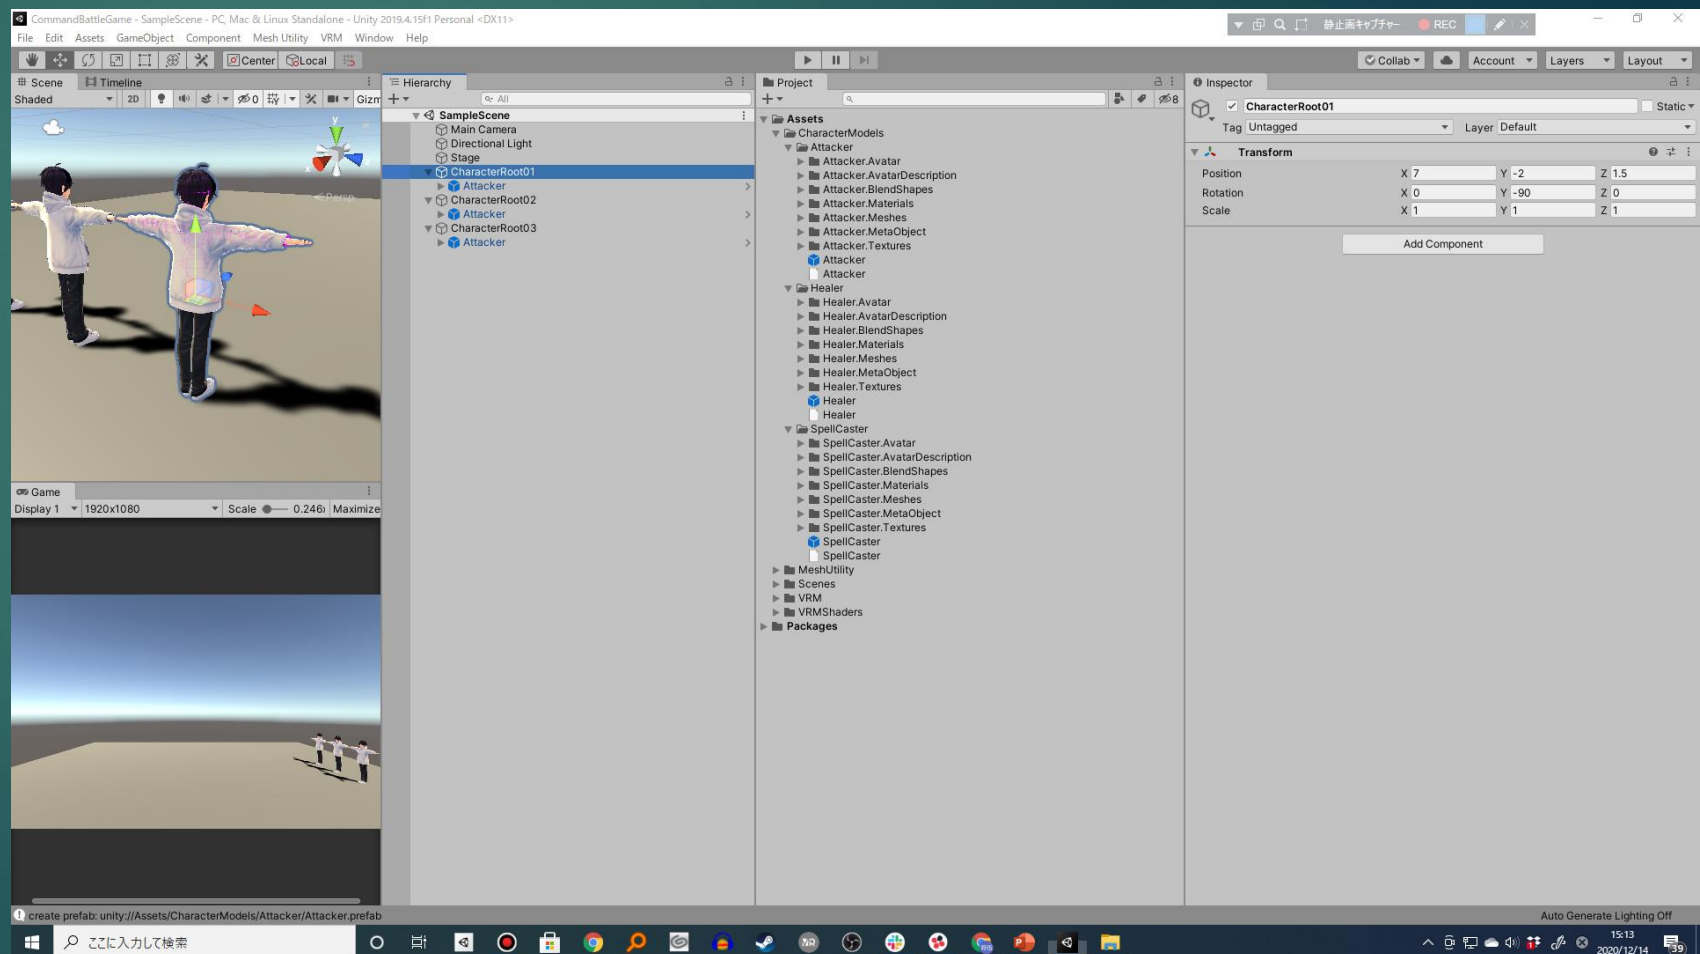 CommandBattleGame - SampleScene - PC, Mac & Linux Standalone - Unity 2019.4.15f1 Personal <DX11>
静止画キャプチャー REC
File Edit Assets GameObject Component Mesh Utility VRM Window Help
Center Local
Collab Account Layers Layout
Scene Timeline
Shaded 2D 0 Gizm
y
x
Persp
Game
Display 1 1920x1080 Scale 0.246 Maximize
Hierarchy
All
SampleScene
Main Camera
Directional Light
Stage
CharacterRoot01
Attacker
CharacterRoot02
Attacker
CharacterRoot03
Attacker
Project
8
Assets
CharacterModels
Attacker
Attacker.Avatar
Attacker.AvatarDescription
Attacker.BlendShapes
Attacker.Materials
Attacker.Meshes
Attacker.MetaObject
Attacker.Textures
Attacker
Attacker
Healer
Healer.Avatar
Healer.AvatarDescription
Healer.BlendShapes
Healer.Materials
Healer.Meshes
Healer.MetaObject
Healer.Textures
Healer
Healer
SpellCaster
SpellCaster.Avatar
SpellCaster.AvatarDescription
SpellCaster.BlendShapes
SpellCaster.Materials
SpellCaster.Meshes
SpellCaster.MetaObject
SpellCaster.Textures
SpellCaster
SpellCaster
MeshUtility
Scenes
VRM
VRMShaders
Packages
Inspector
CharacterRoot01 Static
Tag Untagged Layer Default
Transform
Position X 7 Y -2 Z 1.5
Rotation X 0 Y -90 Z 0
Scale X 1 Y 1 Z 1
Add Component
create prefab: unity://Assets/CharacterModels/Attacker/Attacker.prefab
Auto Generate Lighting Off
ここに入力して検索
15:13
2020/12/14
39